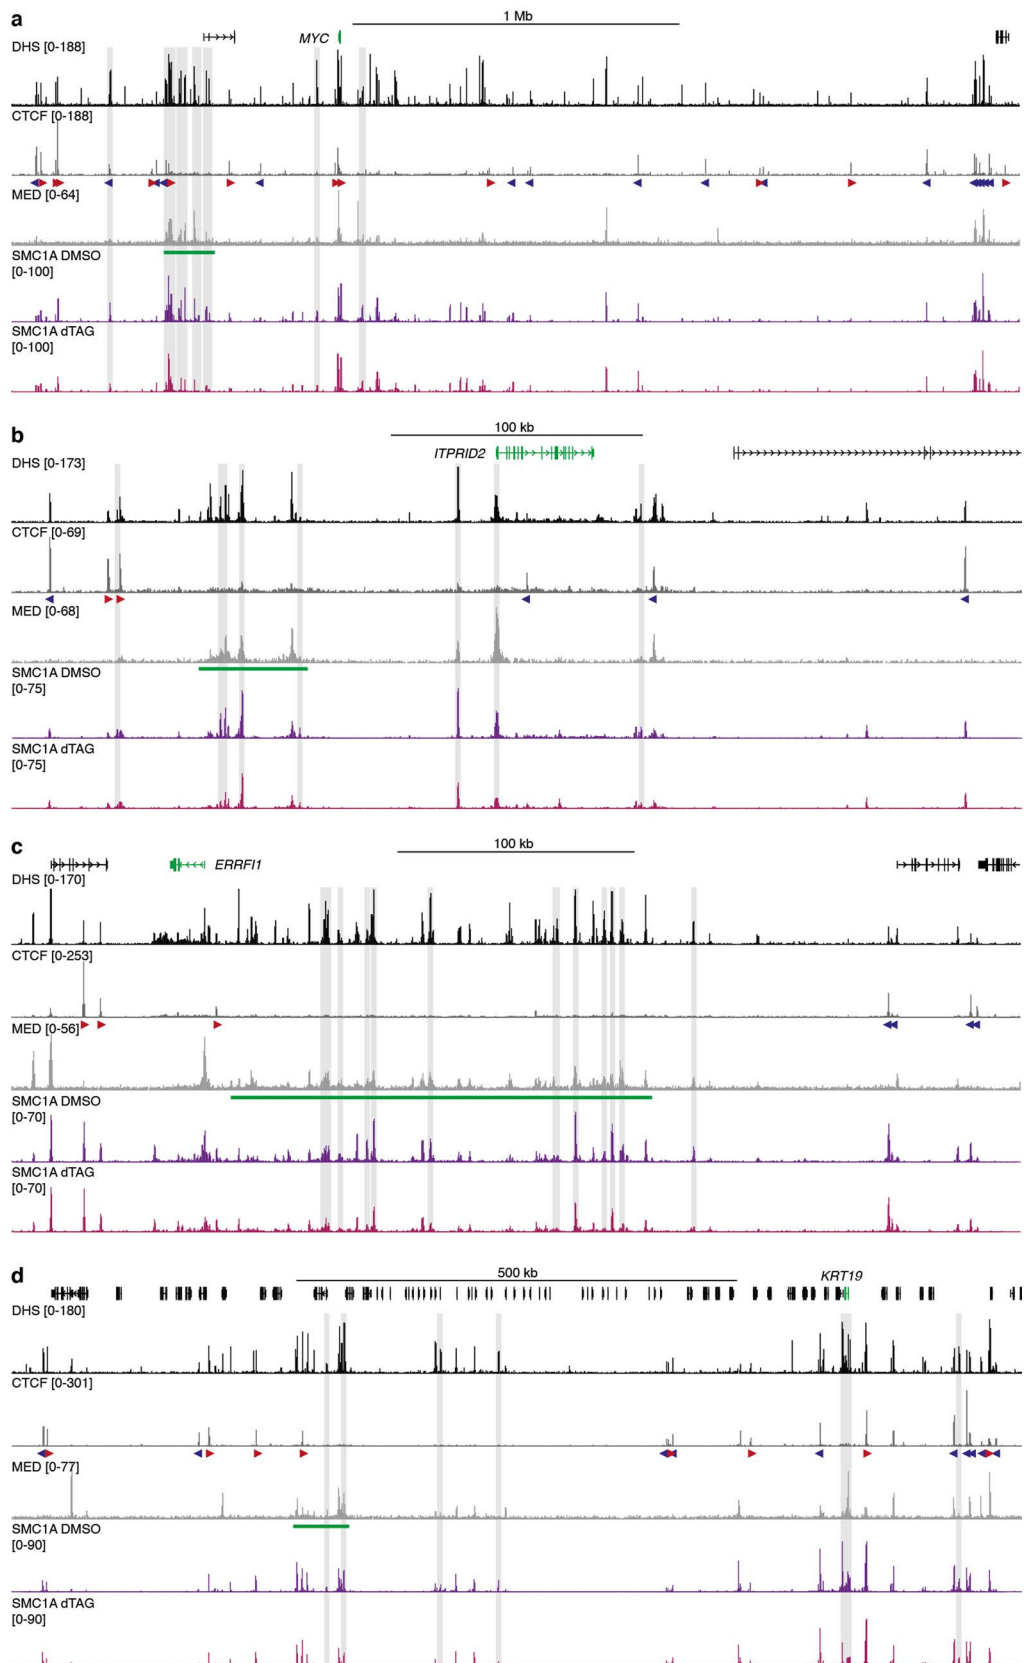 a
1 Mb
MYC
DHS [0-188]
CTCF [0-188]
MED [0-64]
SMC1A DMSO
[0-100]
SMC1A dTAG
[0-100]
b
100 kb
ITPRID2
DHS [0-173]
CTCF [0-69]
MED [0-68]
SMC1A DMSO
[0-75]
SMC1A dTAG
[0-75]
c
100 kb
ERRFI1
DHS [0-170]
CTCF [0-253]
MED [0-56]
SMC1A DMSO
[0-70]
SMC1A dTAG
[0-70]
d
500 kb
KRT19
DHS [0-180]
CTCF [0-301]
MED [0-77]
SMC1A DMSO
[0-90]
SMC1A dTAG
[0-90]